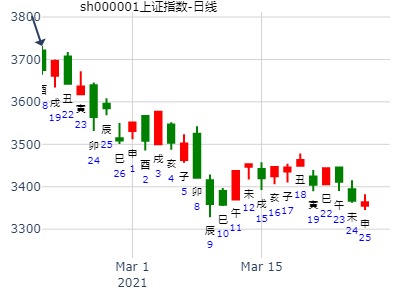 sh000001上证指数-日线
3800
3700
3600
3500
3400
3300
酉 戌 丑 寅 卯 辰 巳 申 酉 戌 亥 子 卯 辰 巳 午 未 戌 亥 子 丑 寅 巳 午 未 申
8 19 22 23 24 25 26 1 2 3 4 5 8 9 10 11 12 15 16 17 18 19 22 23 24 25
Mar 1
2021
Mar 15